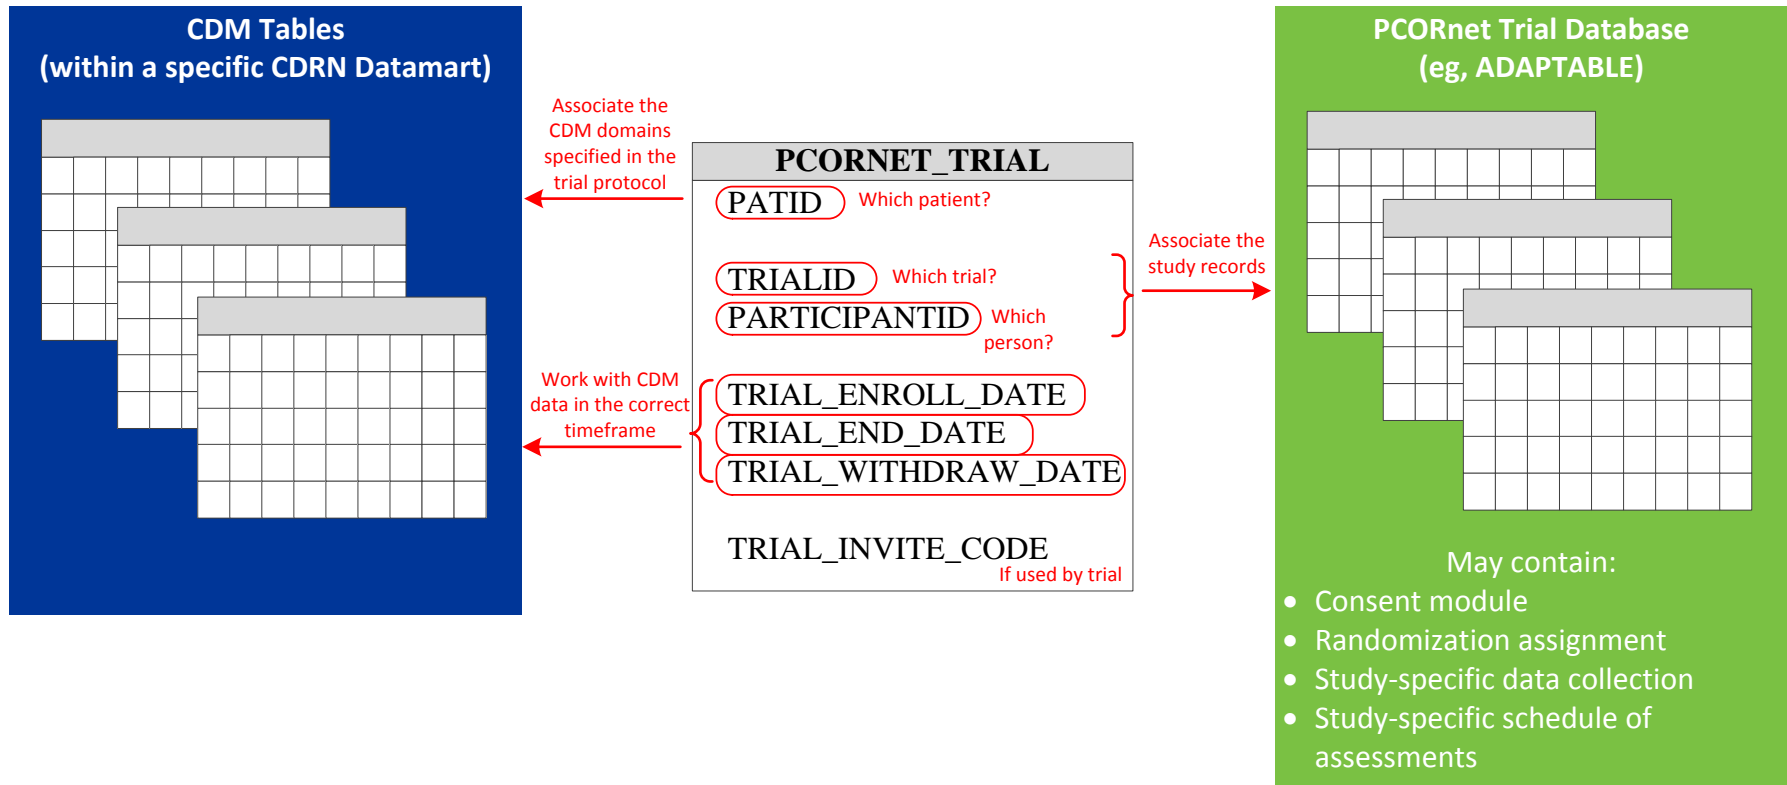 CDM Tables
(within a specific CDRN Datamart)
Associate the
CDM domains
specified in the
trial protocol
Work with CDM
data in the correct
timeframe
PCORNET_TRIAL
PATID Which patient?
TRIALID Which trial?
PARTICIPANTID Which
person?
TRIAL_ENROLL_DATE
TRIAL_END_DATE
TRIAL_WITHDRAW_DATE
TRIAL_INVITE_CODE
If used by trial
Associate the
study records
PCORnet Trial Database
(eg, ADAPTABLE)
May contain:
• Consent module
• Randomization assignment
• Study-specific data collection
• Study-specific schedule of
assessments